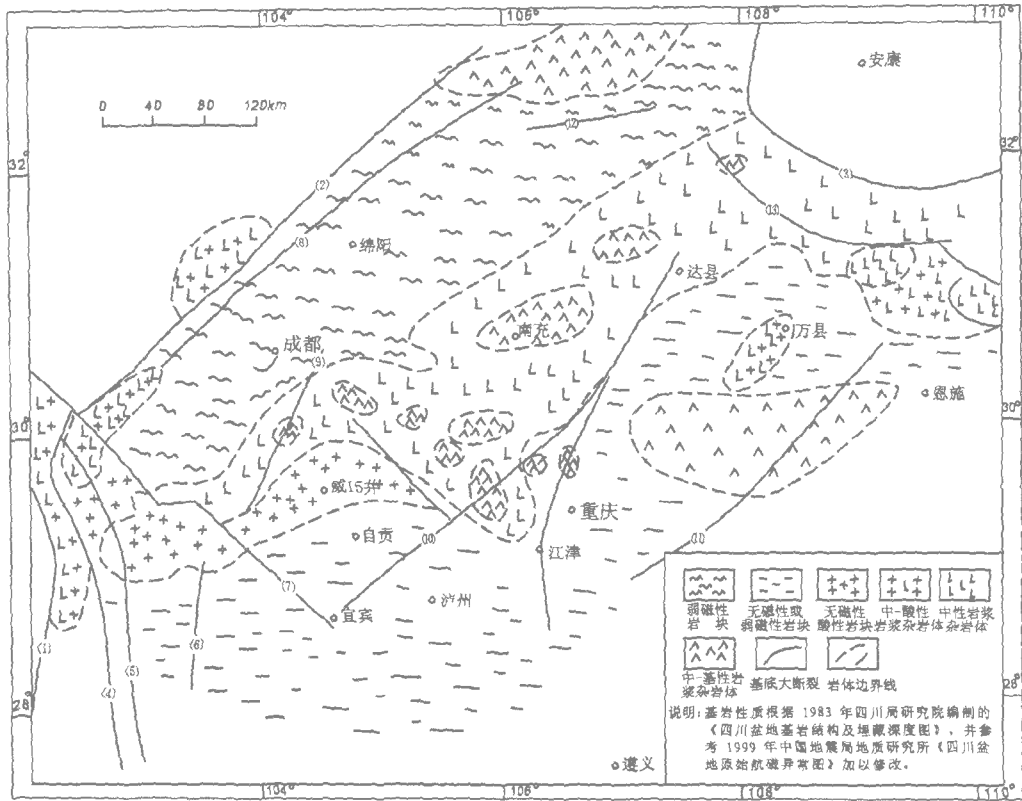 104° 106° 108° 110°
安康
0 40 80 120km
(12)
32° 32°
(2)
(3)
(13)
(8)
绵阳
达县
万县
南充
成都
(9)
恩施
30° 30°
威15井
重庆
自贡
(10)
(11)
江津
(7)
泸州
宜宾
(1) (5) (6)
(4)
28° 28°
遵义
弱磁性 无磁性或 无磁性 中-酸性 中性岩浆
岩 块 弱磁性岩块 酸性岩块 岩浆杂岩体 杂岩体
中-基性岩 基底大断裂 岩体边界线
浆杂岩体
说明:基岩性质根据 1983 年四川局研究院编制的
《四川盆地基岩结构及埋藏深度图》,并参
考 1999 年中国地震局地质研究所《四川盆
地原始航磁异常图》加以修改。
104° 106° 108° 110°